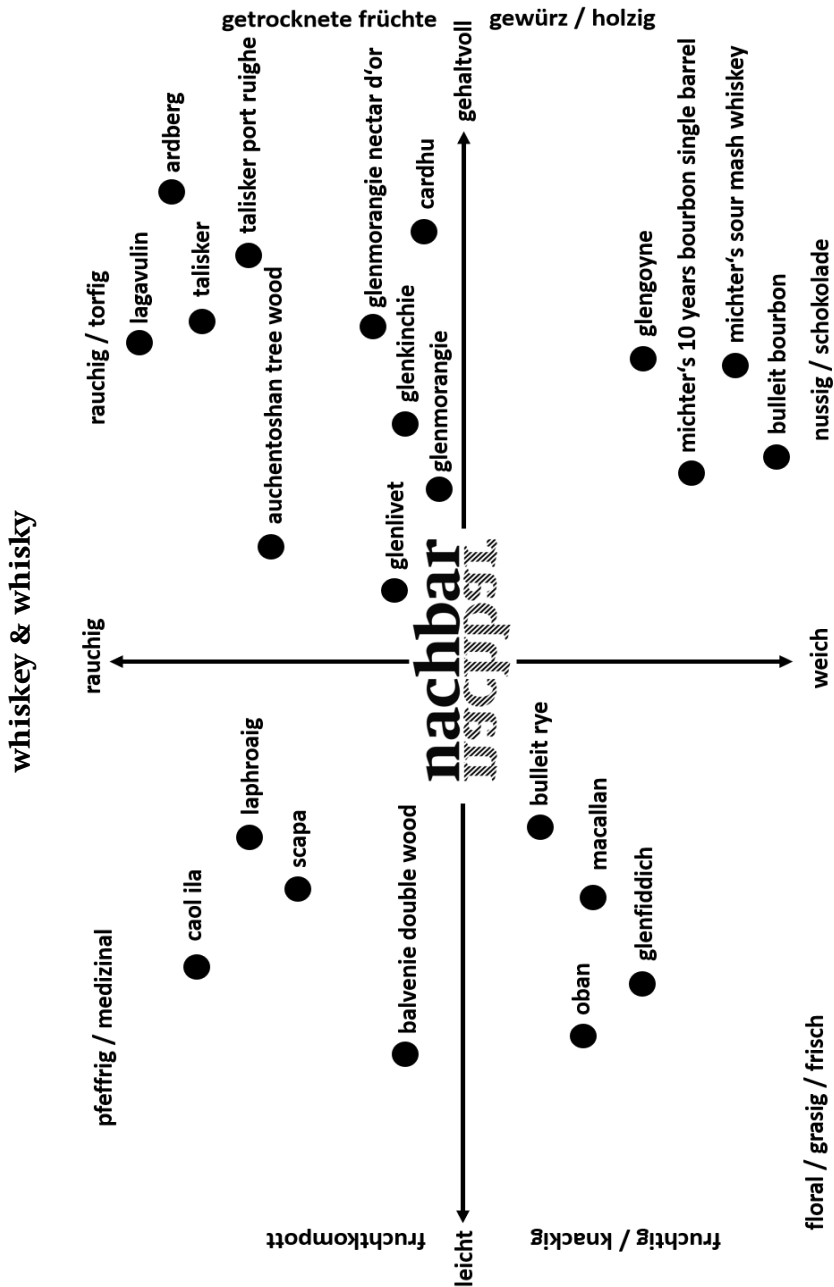 whiskey & whisky
pfeffrig / medizinal
rauchig
rauchig / torfig
lagavulin
ardberg
caol ila
talisker
laphroaig
talisker port ruighe
auchentoshan tree wood
scapa
fruchtkompott
getrocknete früchte
glenmorangie nectar d'or
glenlivet
glenkinchie
balvenie double wood
cardhu
glenmorangie
leicht
nachbar
gehaltvoll
bulleit rye
oban
macallan
fruchtig / knackig
gewürz / holzig
glenfiddich
glengoyne
michter's 10 years bourbon single barrel
michter's sour mash whiskey
bulleit bourbon
floral / grasig / frisch
weich
nussig / schokolade